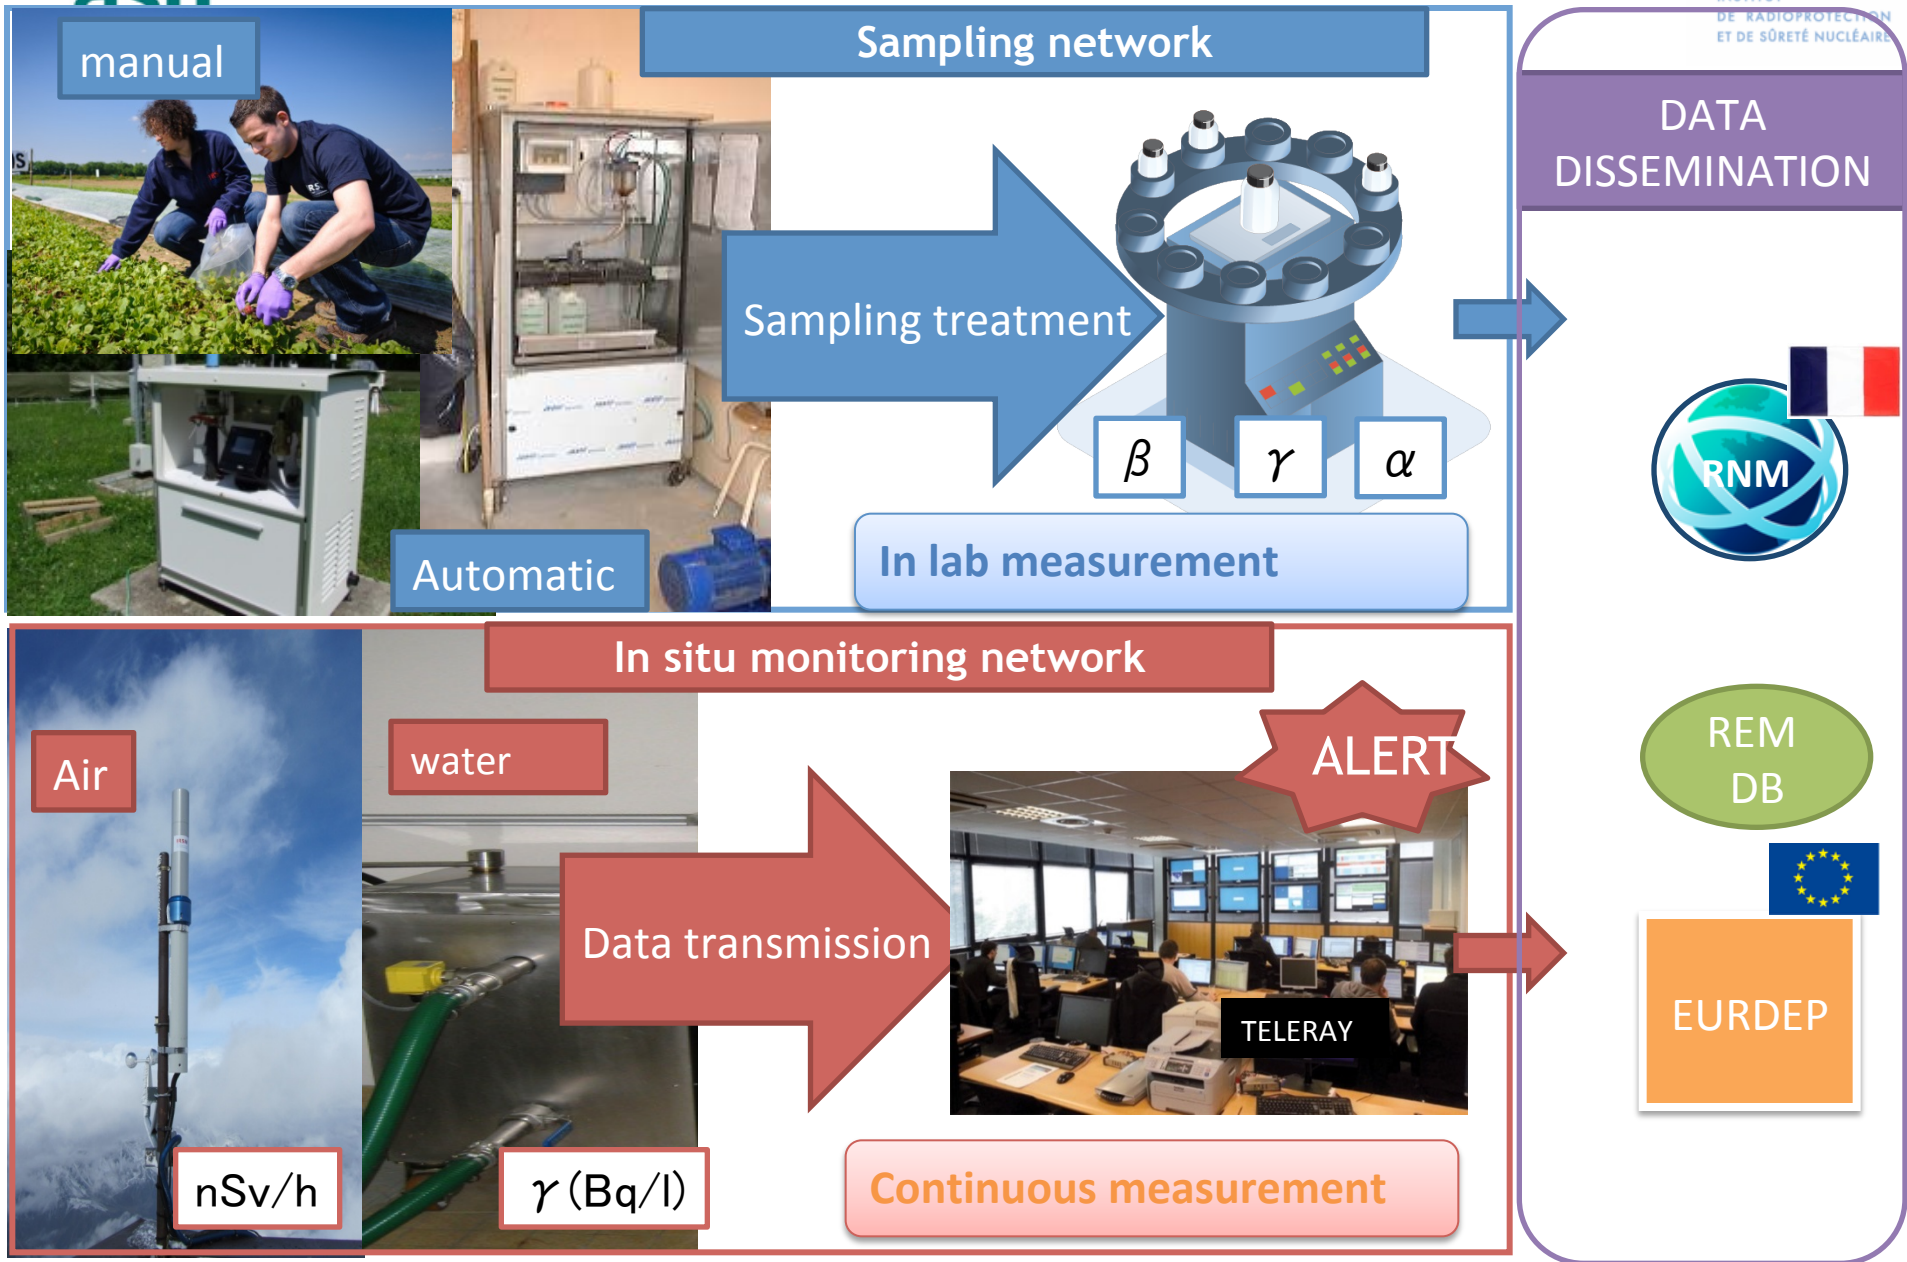 DE RADIOPROTECTION
ET DE SÛRETÉ NUCLÉAIRE
manual
Sampling network
DATA
DISSEMINATION
Sampling treatment
β
γ
α
In lab measurement
Automatic
RNM
In situ monitoring network
Air
water
ALERT
REM
DB
Data transmission
TELERAY
EURDEP
nSv/h
γ(Bq/l)
Continuous measurement